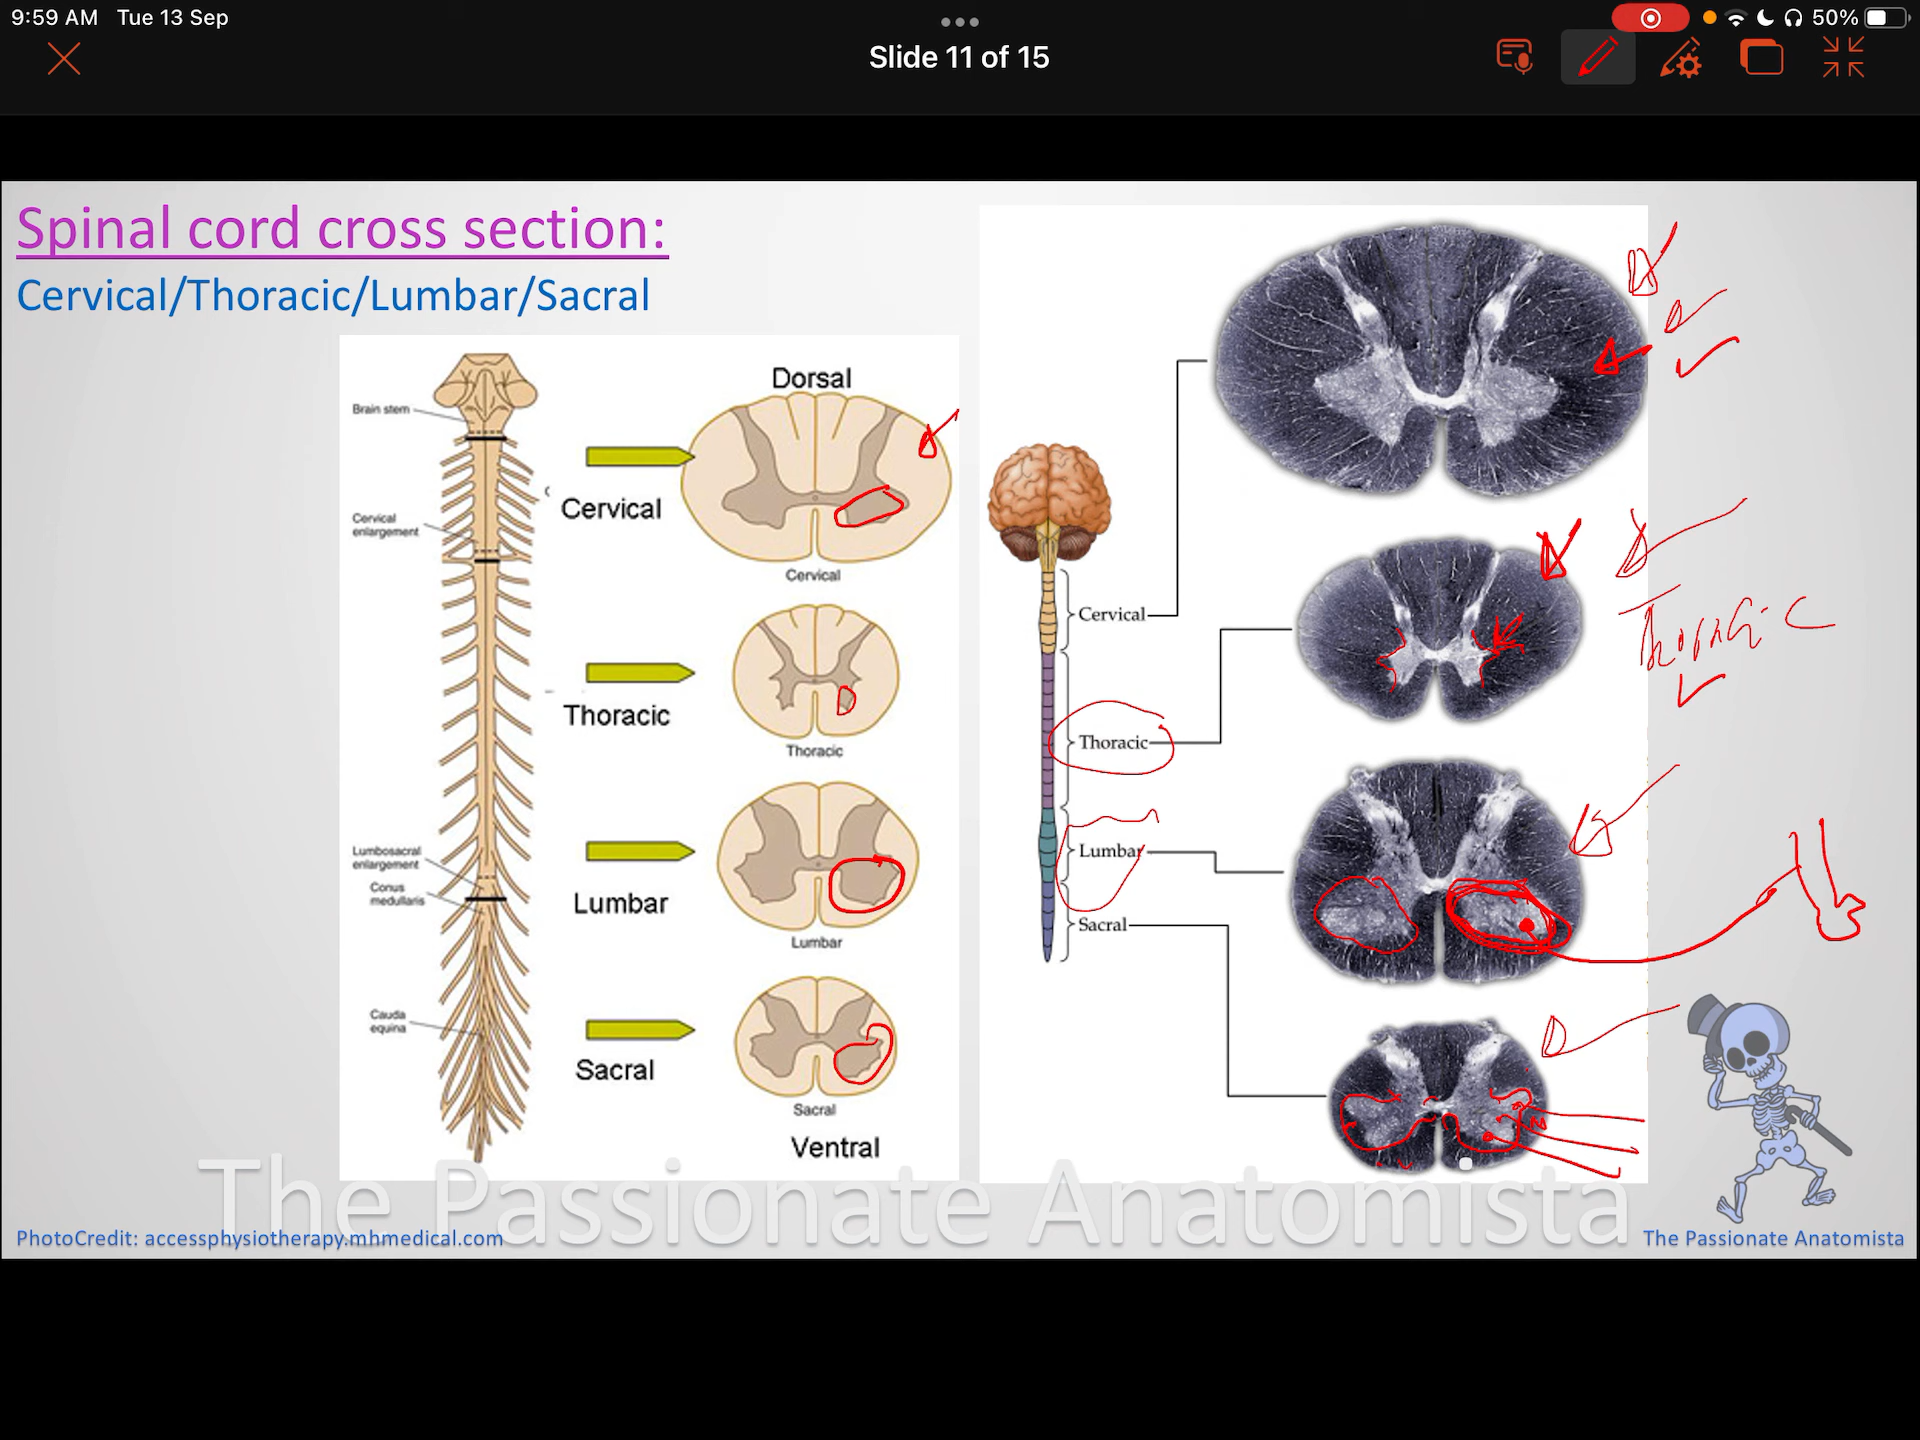 9:59 AM Tue 13 Sep
50%
Slide 11 of 15
Spinal cord cross section:
Cervical/Thoracic/Lumbar/Sacral
Dorsal
Brain stem
Cervical
enlargement
Cervical
Cervical
Thoracic
Thoracic
Lumbosacral
enlargement
Conus
medullaris
Lumbar
Lumbar
Cauda
equina
Sacral
Sacral
Ventral
Cervical
Thoracic
Thoracic
Lumbar
Sacral
The Passionate Anatomista
PhotoCredit: accessphysiotherapy.mhmedical.com
The Passionate Anatomista